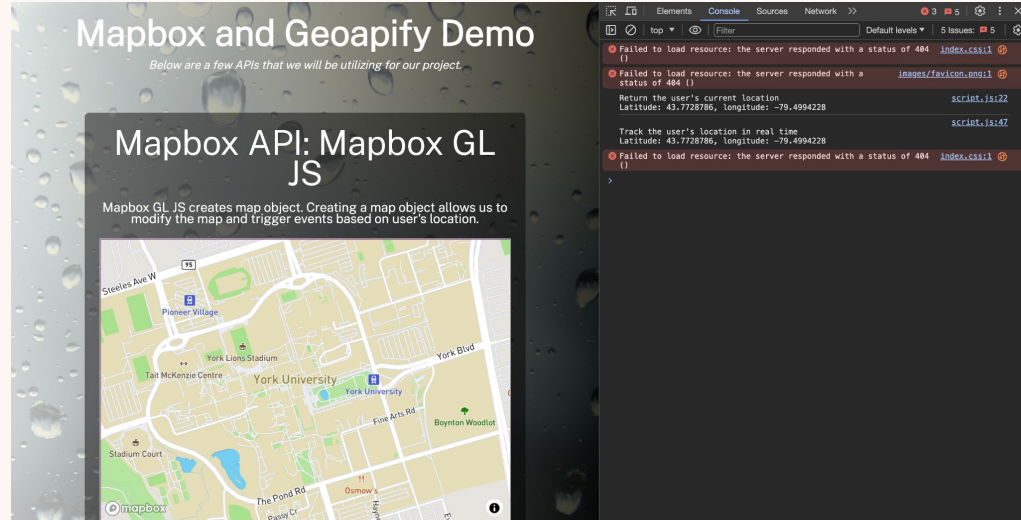 Mapbox and Geoapify Demo
Below are a few APIs that we will be utilizing for our project.
Mapbox API: Mapbox GL
JS
Mapbox GL JS creates map object. Creating a map object allows us to
modify the map and trigger events based on user's location.
95
Steeles Ave W
Pioneer Village
York Lions Stadium
York Blvd
Tait McKenzie Centre
York University
York University
Fine Arts Rd
Boynton Woodlot
Stadium Court
Osmow's
The Pond Rd
Passy Cr
mapbox
Elements Console Sources Network 3 5
top Filter Default levels 5 Issues: 5
Failed to load resource: the server responded with a status of 404 index.css:1
()
Failed to load resource: the server responded with a images/favicon.png:1
status of 404 ()
Return the user's current location script.js:22
Latitude: 43.7728786, longitude: -79.4994228
script.js:47
Track the user's location in real time
Latitude: 43.7728786, longitude: -79.4994228
Failed to load resource: the server responded with a status of 404 index.css:1
()